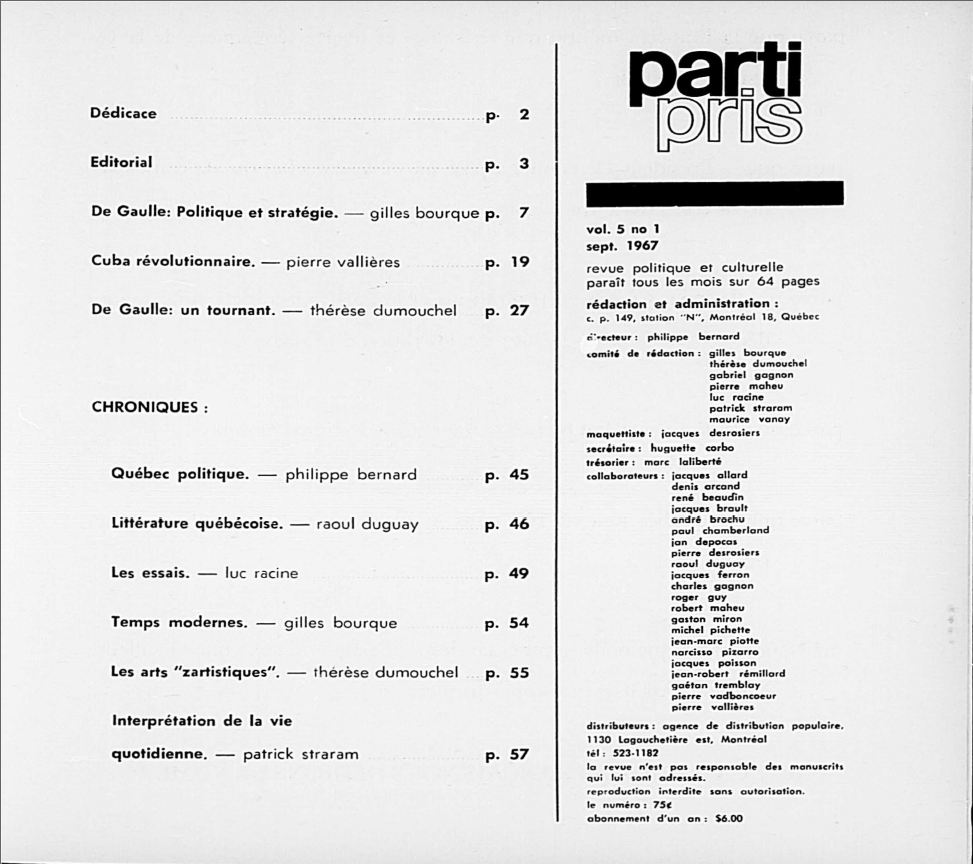 Dédicace p. 2
Editorial p. 3
De Gaulle: Politique et stratégie. — gilles bourque p. 7
Cuba révolutionnaire. — pierre vallières p. 19
De Gaulle: un tournant. — thérèse dumouchel p. 27
CHRONIQUES :
Québec politique. — philippe bernard p. 45
Littérature québécoise. — raoul duguay p. 46
Les essais. — luc racine p. 49
Temps modernes. — gilles bourque p. 54
Les arts "zartistiques". — thérèse dumouchel p. 55
Interprétation de la vie
quotidienne. — patrick straram p. 57
parti
pris
vol. 5 no 1
sept. 1967
revue politique et culturelle
paraît tous les mois sur 64 pages
rédaction et administration :
c. p. 149, station "N", Montréal 18, Québec
directeur : philippe bernard
comité de rédaction : gilles bourque
thérèse dumouchel
gabriel gagnon
pierre maheu
luc racine
patrick straram
maurice vanay
maquettiste : jacques desrosiers
secrétaire : huguette corbo
trésorier : marc laliberté
collaborateurs : jacques allard
denis arcand
rené beaudin
jacques brault
andré brochu
paul chamberland
jan depocas
pierre desrosiers
raoul duguay
jacques ferron
charles gagnon
roger guy
robert maheu
gaston miron
michel pichette
jean-marc piotte
narcisso pizarro
jacques poisson
jean-robert rémillard
gaétan tremblay
pierre vadboncoeur
pierre vallières
distributeurs : agence de distribution populaire,
1130 Lagauchetière est, Montréal
tél : 523-1182
la revue n'est pas responsable des manuscrits
qui lui sont adressés.
reproduction interdite sans autorisation.
le numéro : 75¢
abonnement d'un an : $6.00